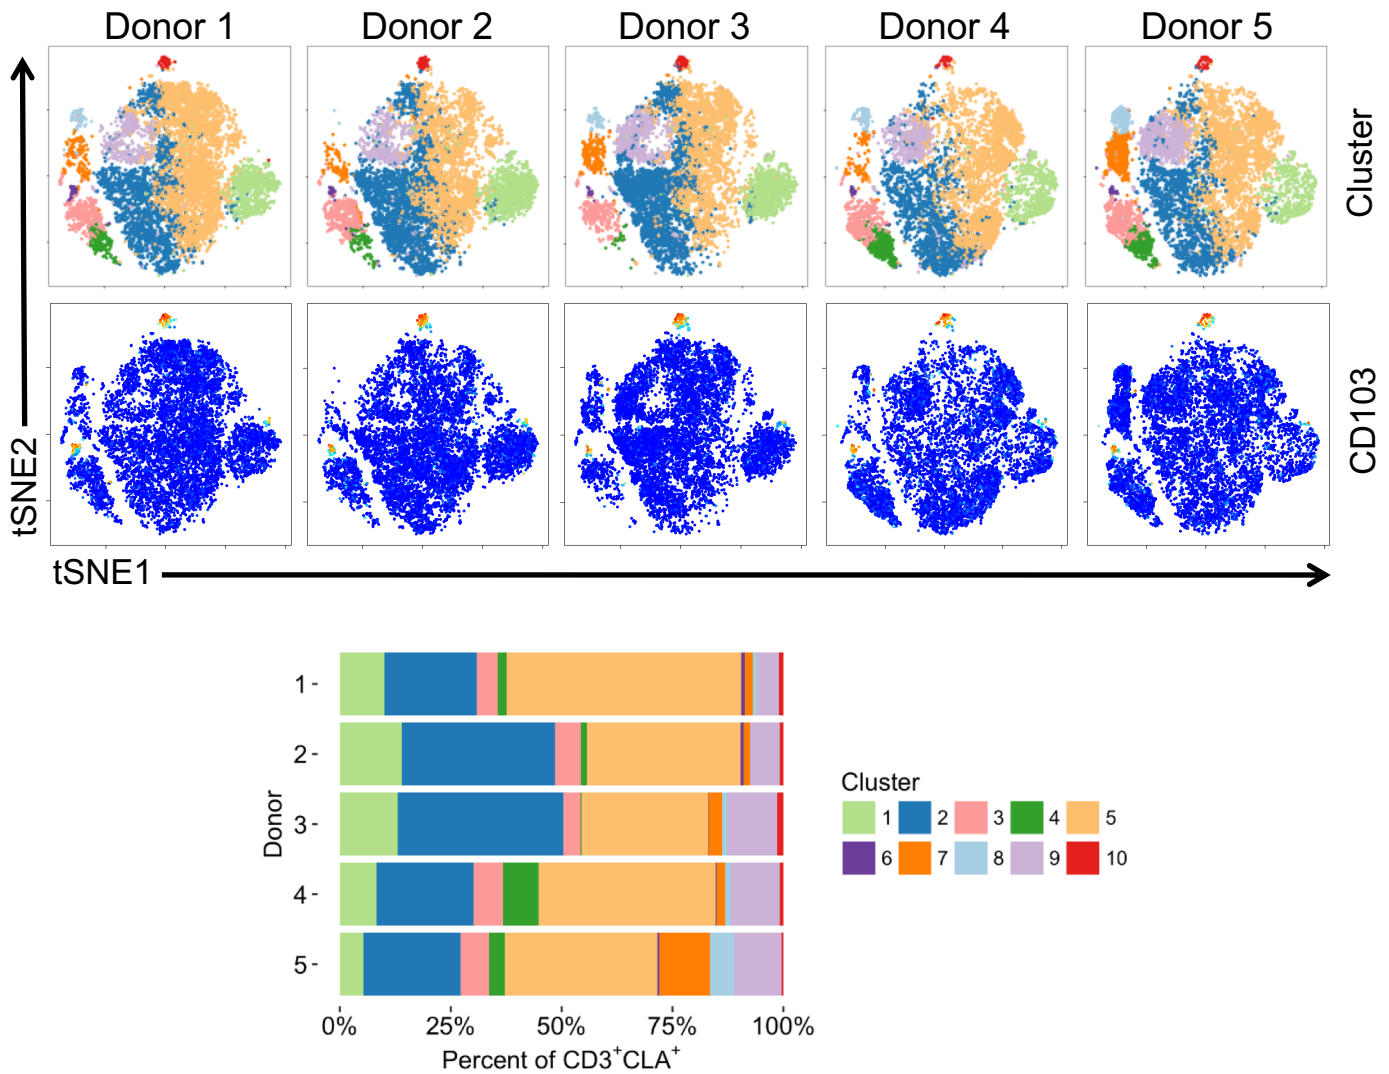 Donor 1 Donor 2 Donor 3 Donor 4 Donor 5
Cluster
CD103
tSNE2
tSNE1
Donor
1
2
3
4
5
0% 25% 50% 75% 100%
Percent of CD3⁺CLA⁺
Cluster
1 2 3 4 5
6 7 8 9 10